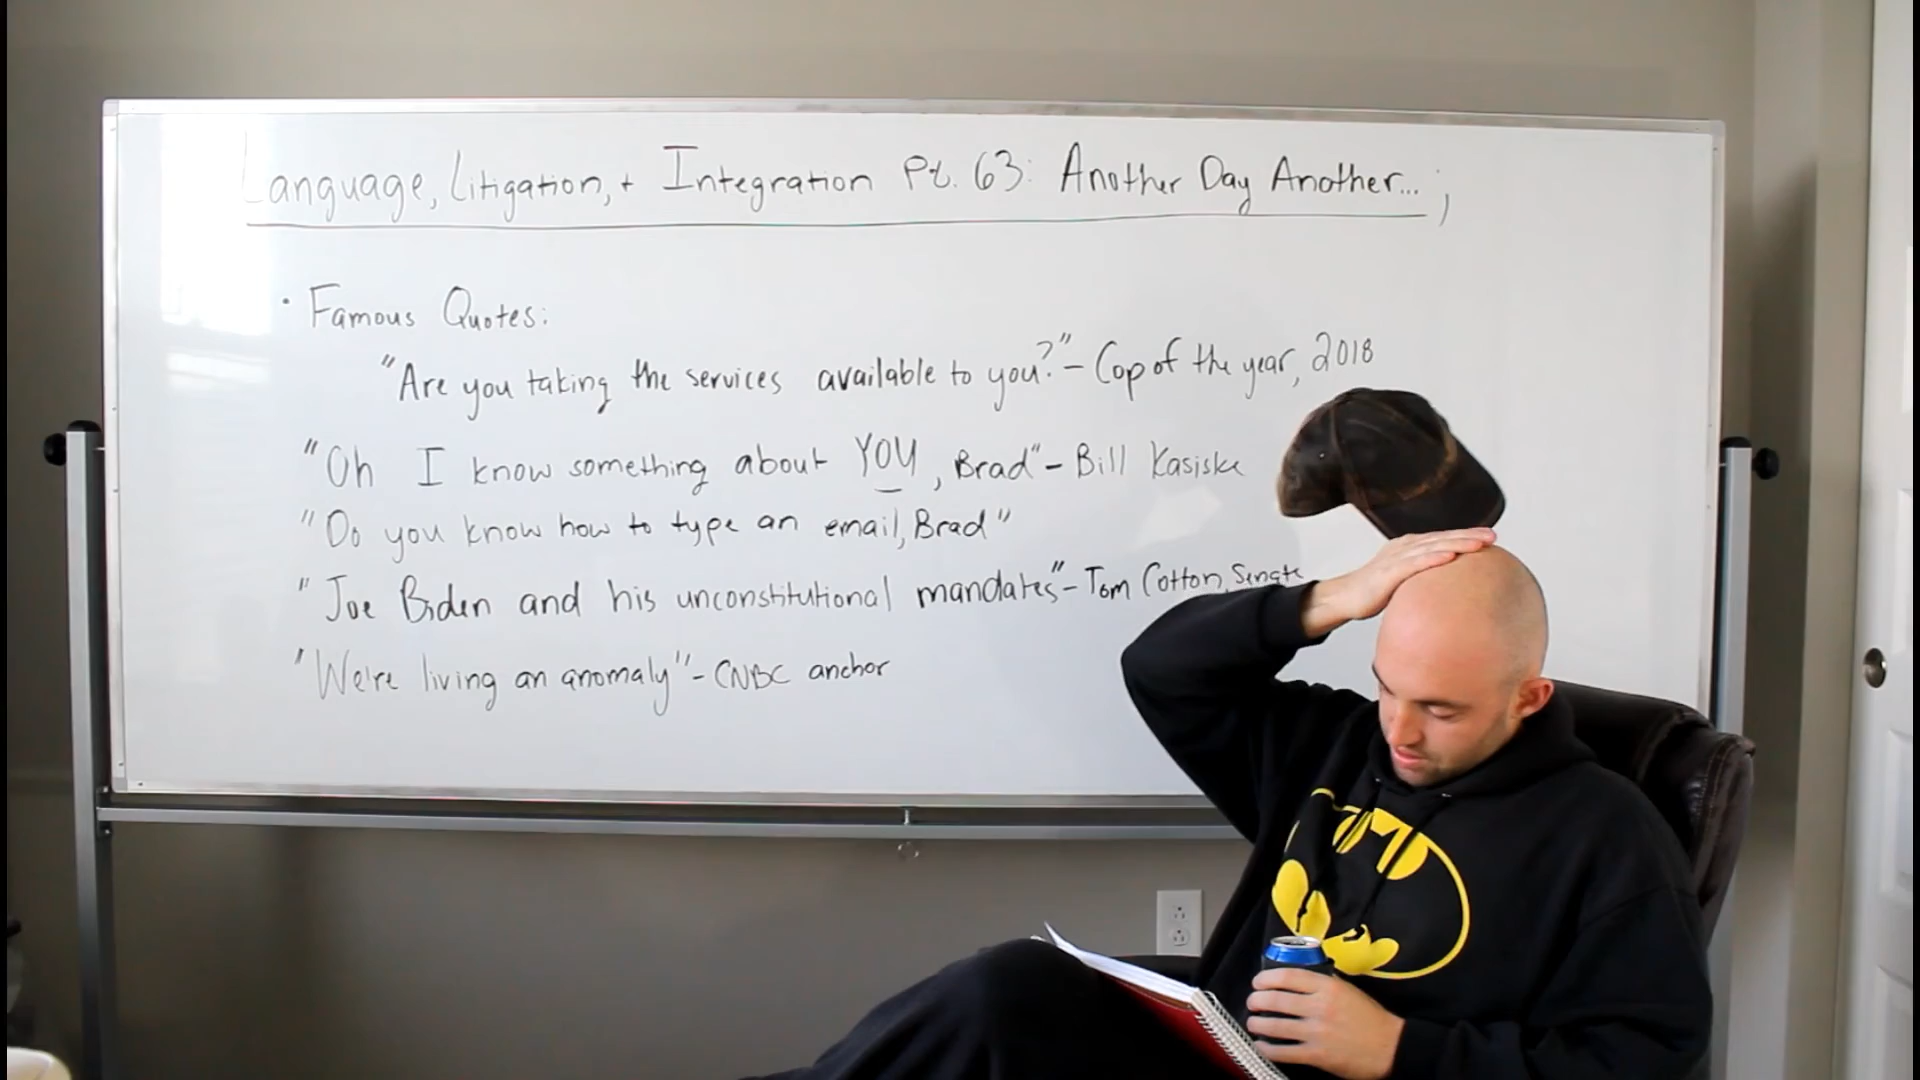 Language, Litigation, + Integration Pt. 63: Another Day Another... ;
• Famous Quotes:
"Are you taking the services available to you?" - Cop of the year, 2018
"Oh I know something about YOU, Brad" - Bill Kasiske
"Do you know how to type an email, Brad"
"Joe Biden and his unconstitutional mandates" - Tom Cotton, Senate
"We're living an anomaly" - CNBC anchor